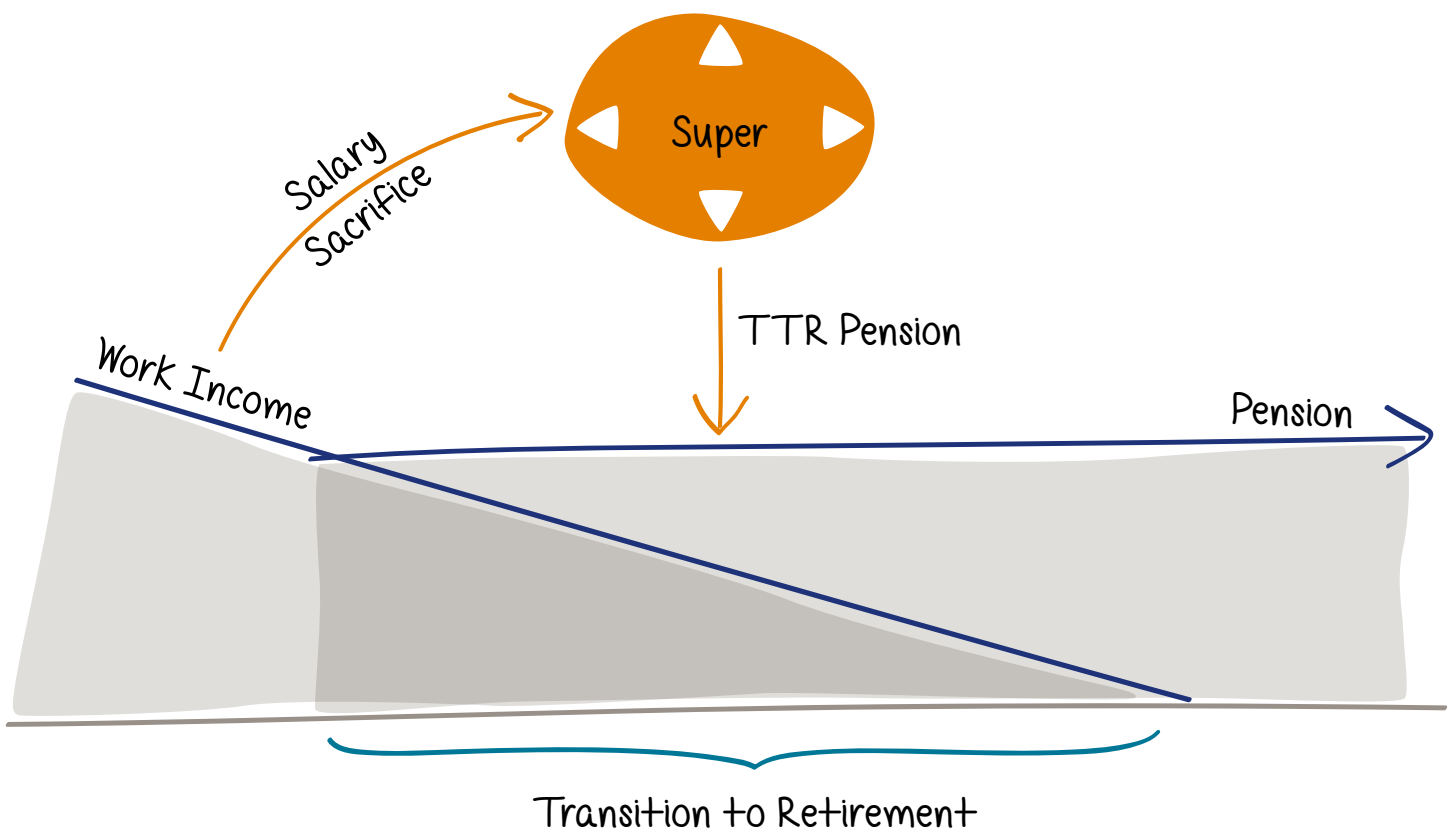 Super
Salary
Sacrifice
TTR Pension
Work Income
Pension
Transition to Retirement